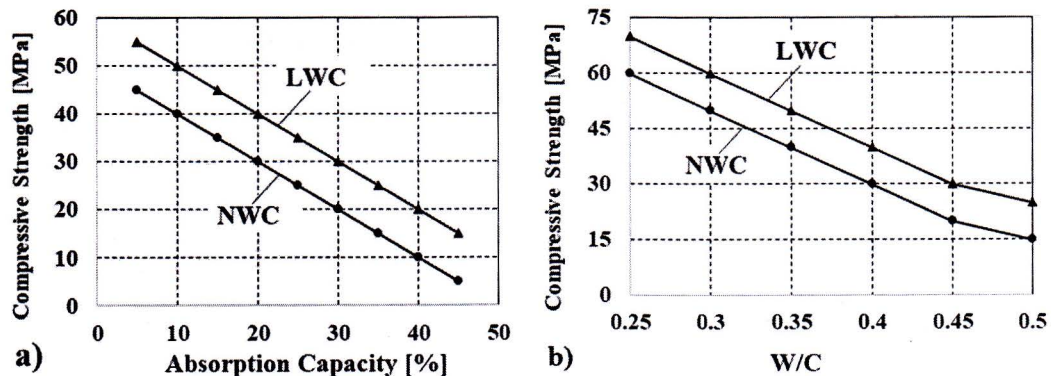 Compressive Strength [MPa]
60
50
40
30
20
10
0
LWC
NWC
0 10 20 30 40 50
a)
Absorption Capacity [%]
Compressive Strength [MPa]
75
60
45
30
15
0
LWC
NWC
0.25 0.3 0.35 0.4 0.45 0.5
b)
W/C